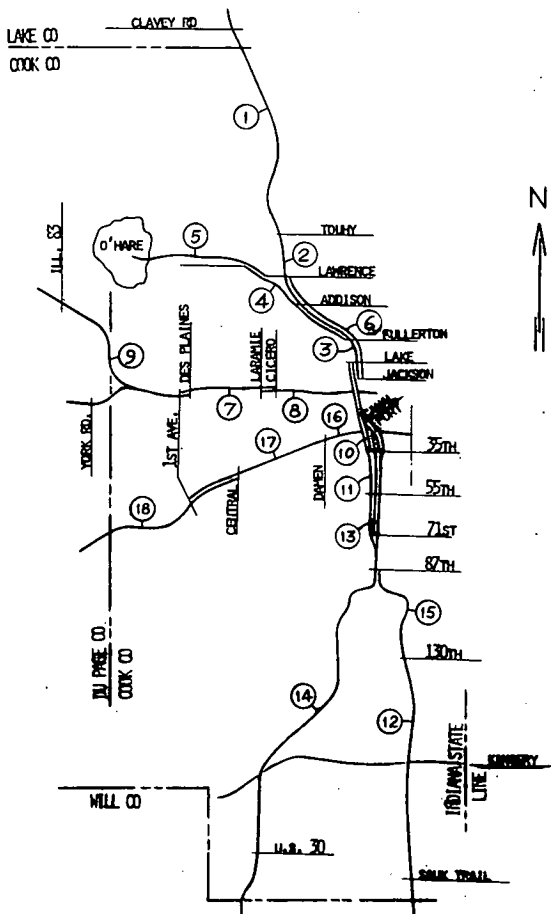 CLAVEY RD
LAKE CO
COOK CO
1
N
ILL. 83
O'HARE
5
TOUHY
2
LAWRENCE
4
ADDISON
6
FULLERTON
3
LAKE
JACKSON
9
DES PLAINES
LARAMIE
CICERO
7
8
YORK RD.
1ST AVE.
16
17
10
35TH
CENTRAL
DAMEN
11
55TH
18
13
71ST
87TH
15
DU PAGE CO
COOK CO
130TH
14
12
INDIANA STATE
LINE
KINGERY
WILL CO
U.S. 30
SAUK TRAIL